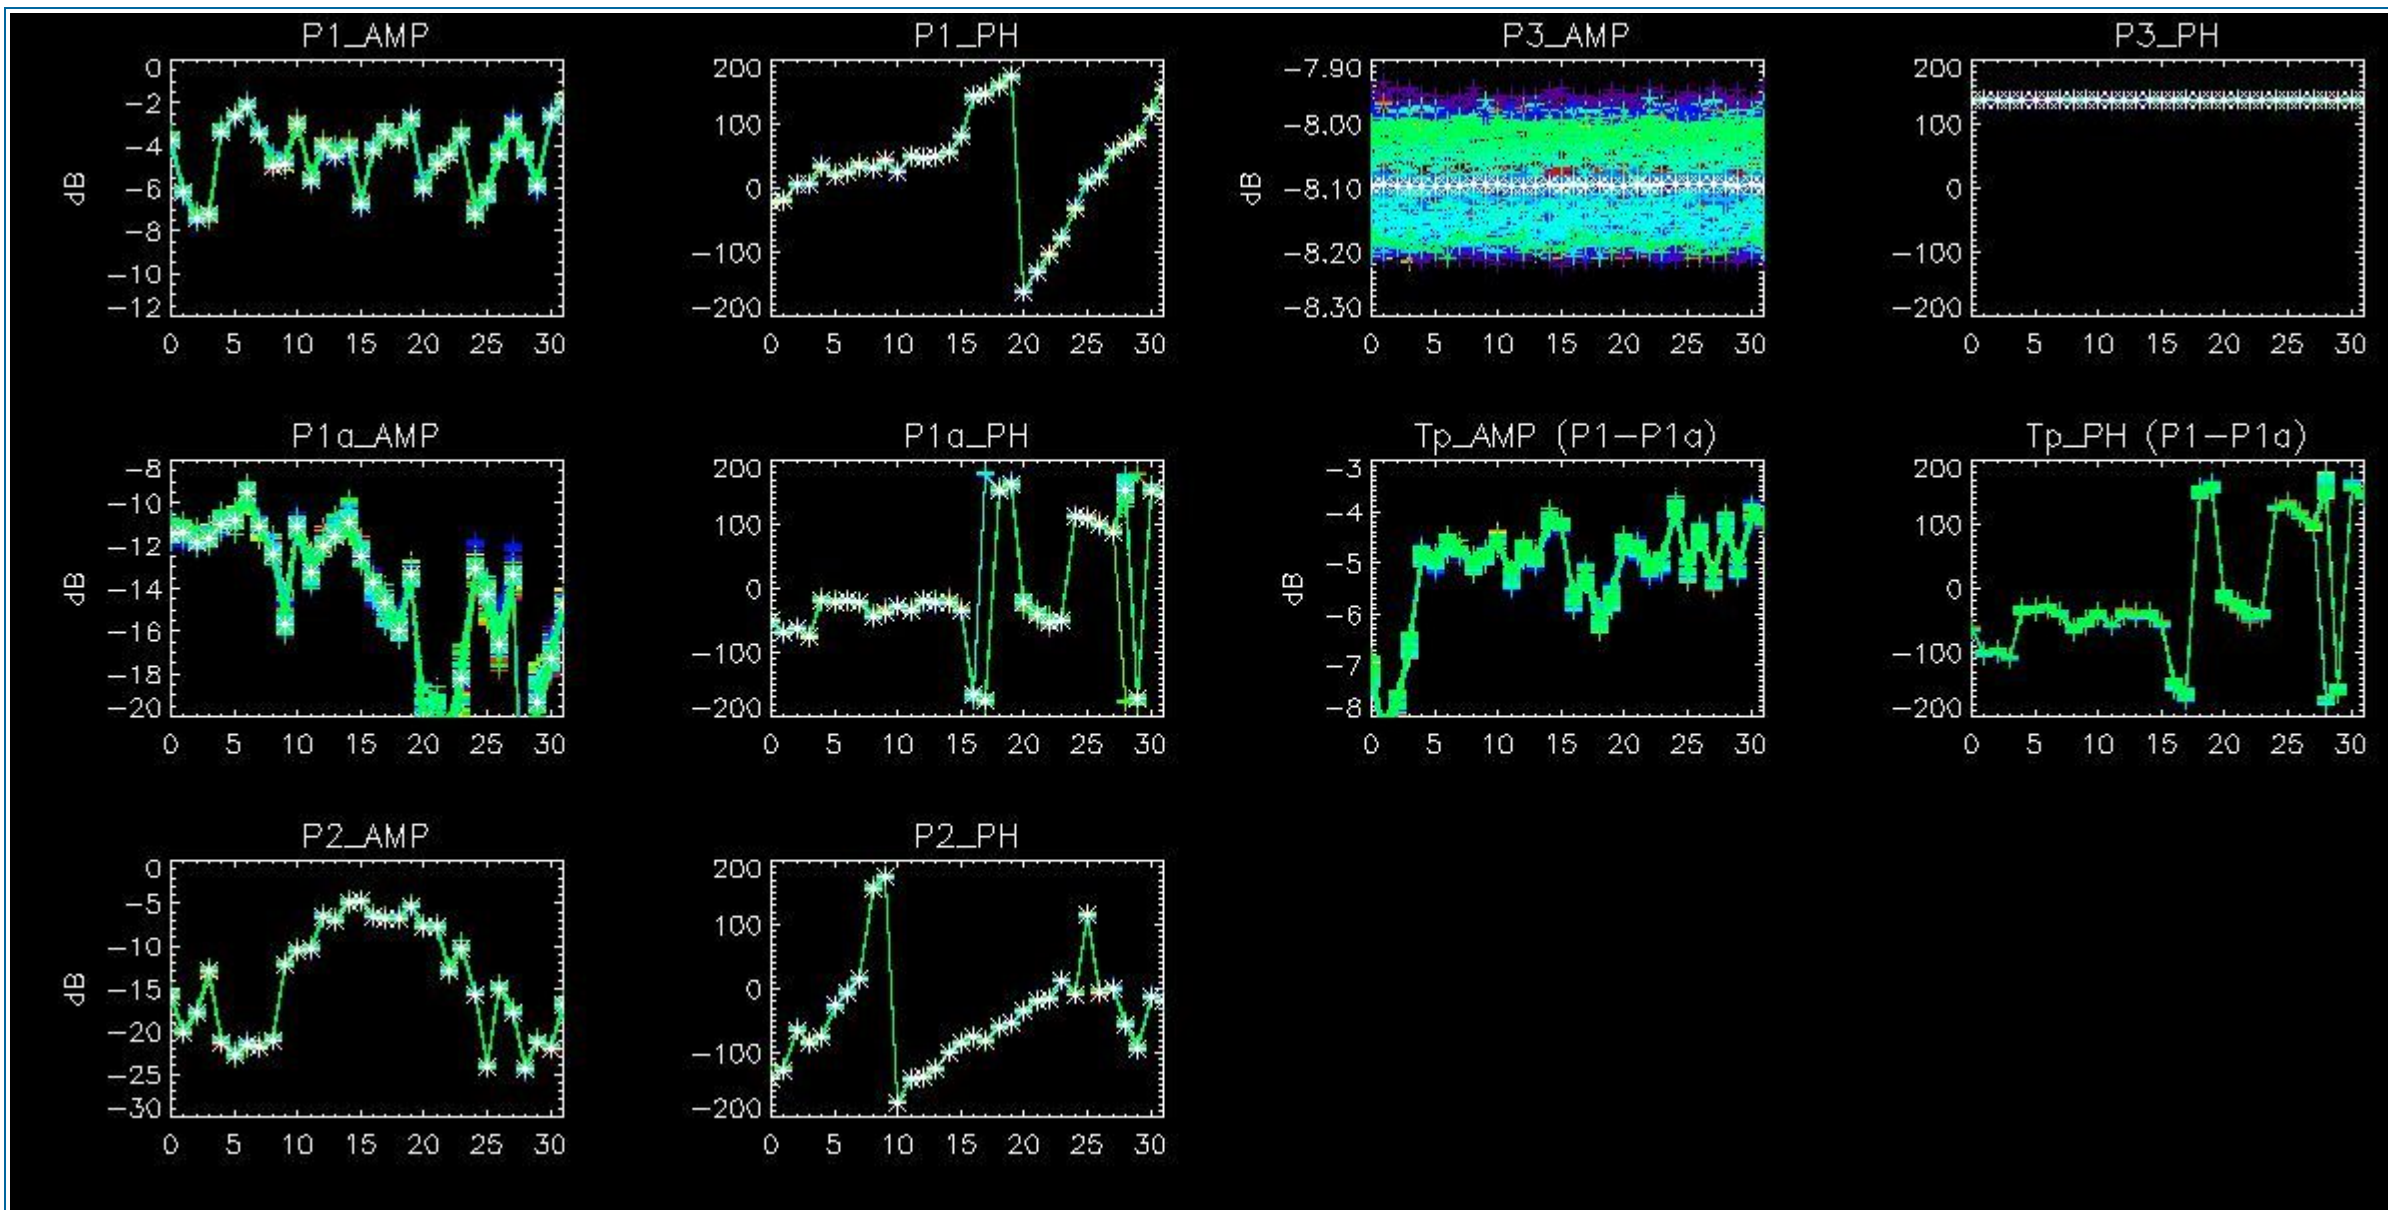 P1_AMP P1_PH P3_AMP P3_PH
0 200 -7.90 200
-2 100 -8.00 100
-4 0 -8.10 0
-6 -100 -8.20 -100
-8 -200 -8.30 -200
-10
-12
dB dB
0 5 10 15 20 25 30 0 5 10 15 20 25 30 0 5 10 15 20 25 30 0 5 10 15 20 25 30
P1a_AMP P1a_PH Tp_AMP (P1-P1a) Tp_PH (P1-P1a)
-8 200 -3 200
-10 100 -4 100
-12 0 -5 0
-14 -100 -6 -100
-16 -200 -7 -200
-18 -8
-20
dB dB
0 5 10 15 20 25 30 0 5 10 15 20 25 30 0 5 10 15 20 25 30 0 5 10 15 20 25 30
P2_AMP P2_PH
0 200
-5 100
-10 0
-15 -100
-20 -200
-25
-30
dB
0 5 10 15 20 25 30 0 5 10 15 20 25 30